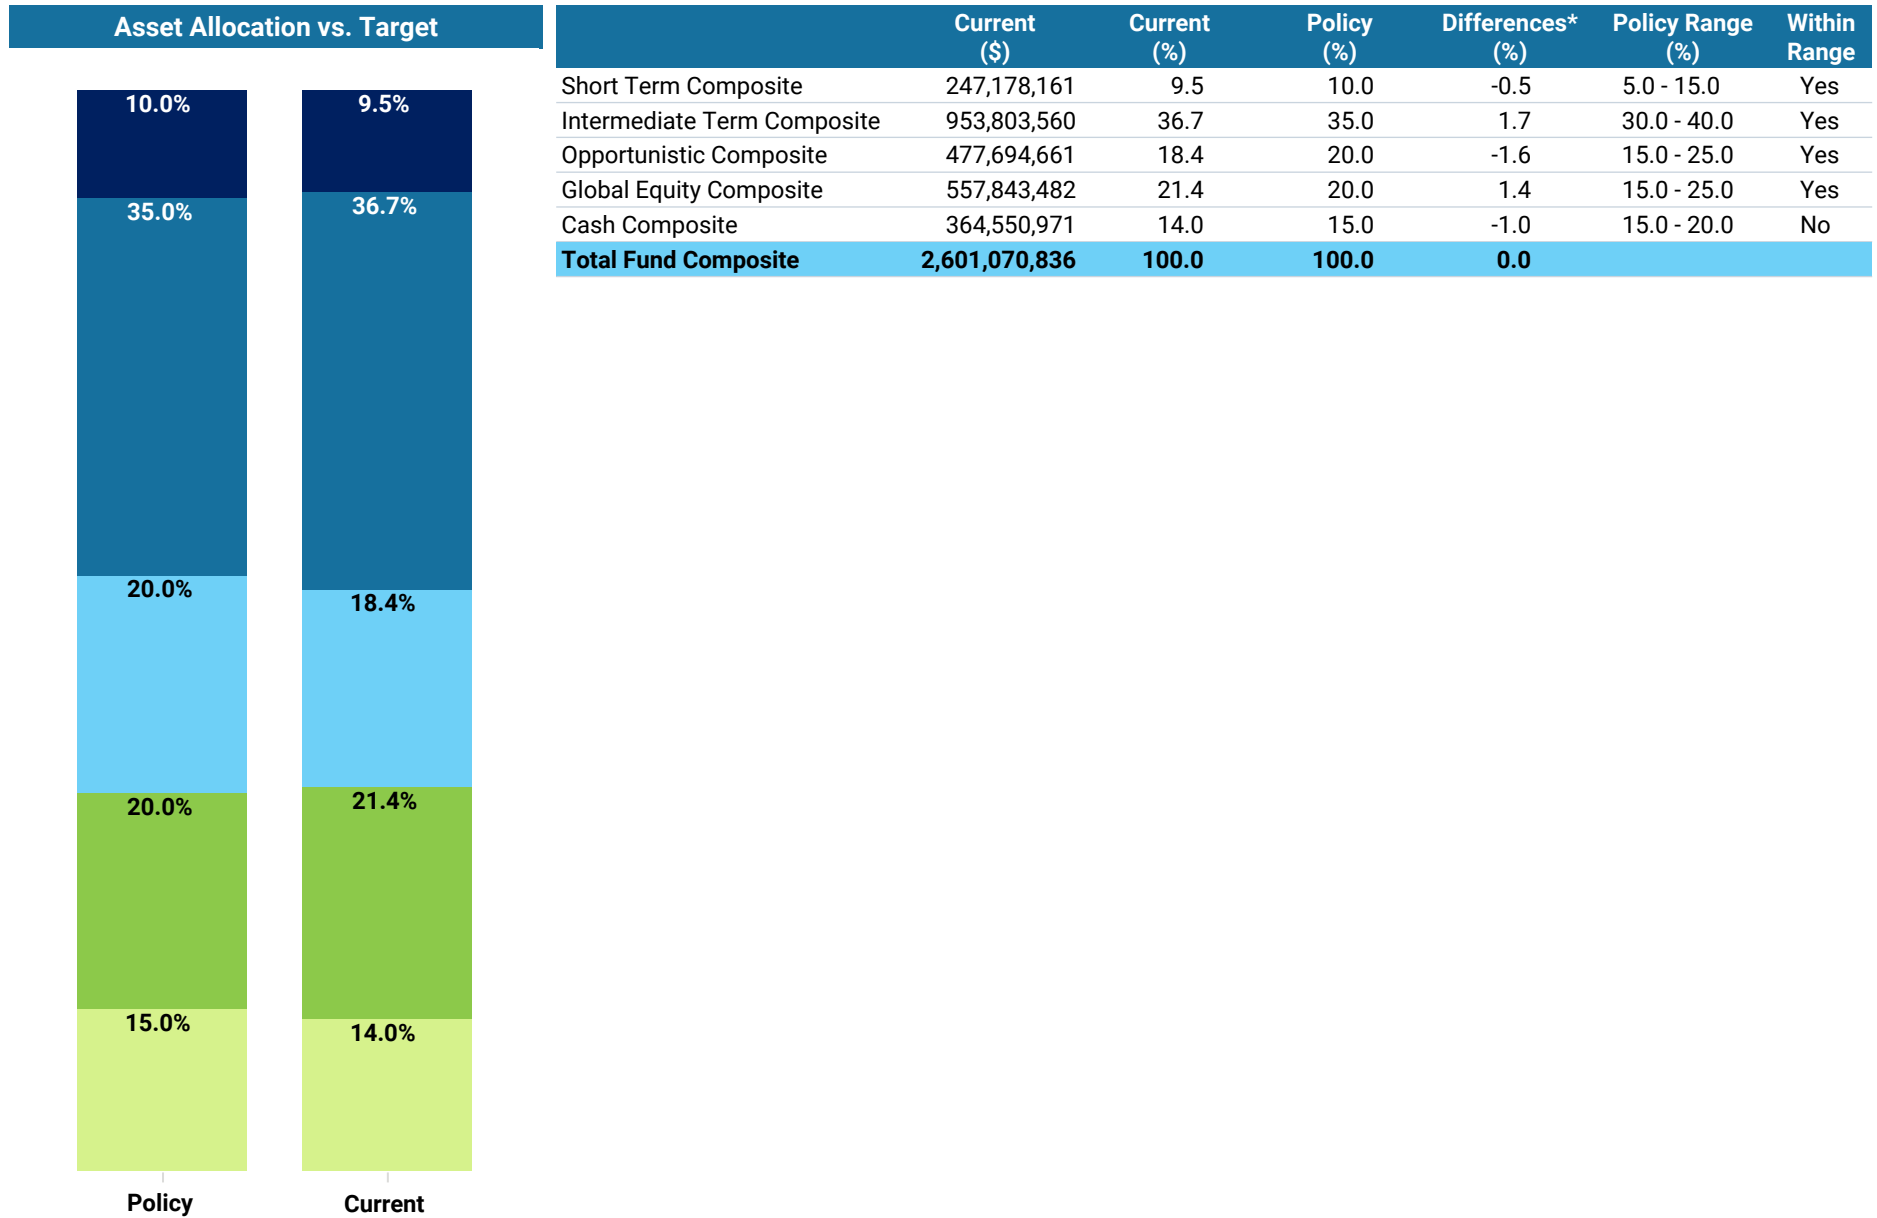 Asset Allocation vs. Target
10.0% 9.5%
35.0% 36.7%
20.0% 18.4%
20.0% 21.4%
15.0% 14.0%
Policy Current
Current Current Policy Differences* Policy Range Within
($) (%) (%) (%) (%) Range
Short Term Composite 247,178,161 9.5 10.0 -0.5 5.0 - 15.0 Yes
Intermediate Term Composite 953,803,560 36.7 35.0 1.7 30.0 - 40.0 Yes
Opportunistic Composite 477,694,661 18.4 20.0 -1.6 15.0 - 25.0 Yes
Global Equity Composite 557,843,482 21.4 20.0 1.4 15.0 - 25.0 Yes
Cash Composite 364,550,971 14.0 15.0 -1.0 15.0 - 20.0 No
Total Fund Composite 2,601,070,836 100.0 100.0 0.0